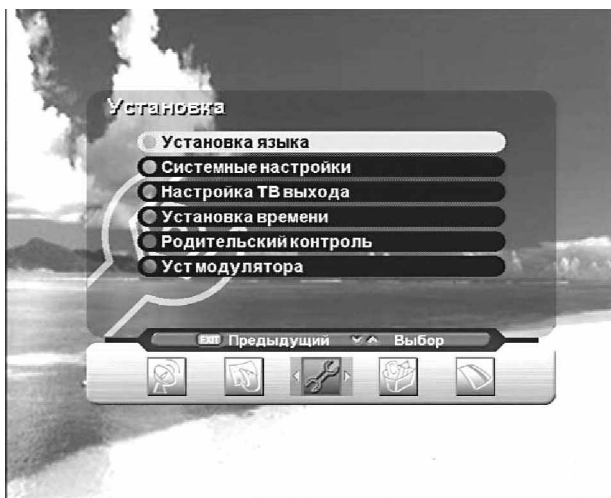 Установка
Установка языка
Системные настройки
Настройка ТВ выхода
Установка времени
Родительский контроль
Уст модулятора
EXIT Предыдущий Выбор